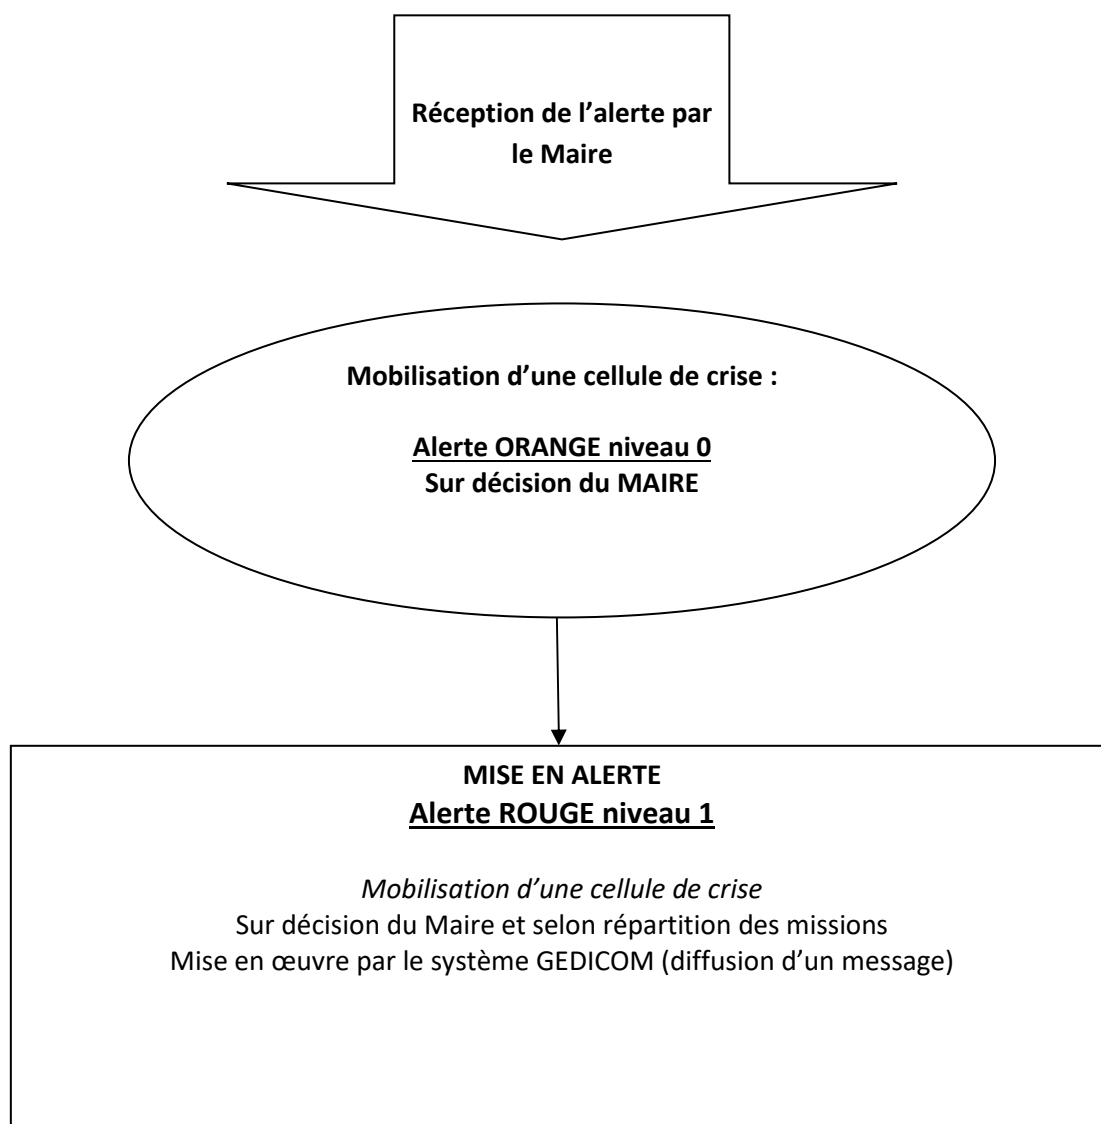 Réception de l’alerte par
le Maire
Mobilisation d’une cellule de crise :
Alerte ORANGE niveau 0
Sur décision du MAIRE
MISE EN ALERTE
Alerte ROUGE niveau 1
Mobilisation d’une cellule de crise
Sur décision du Maire et selon répartition des missions
Mise en œuvre par le système GEDICOM (diffusion d’un message)